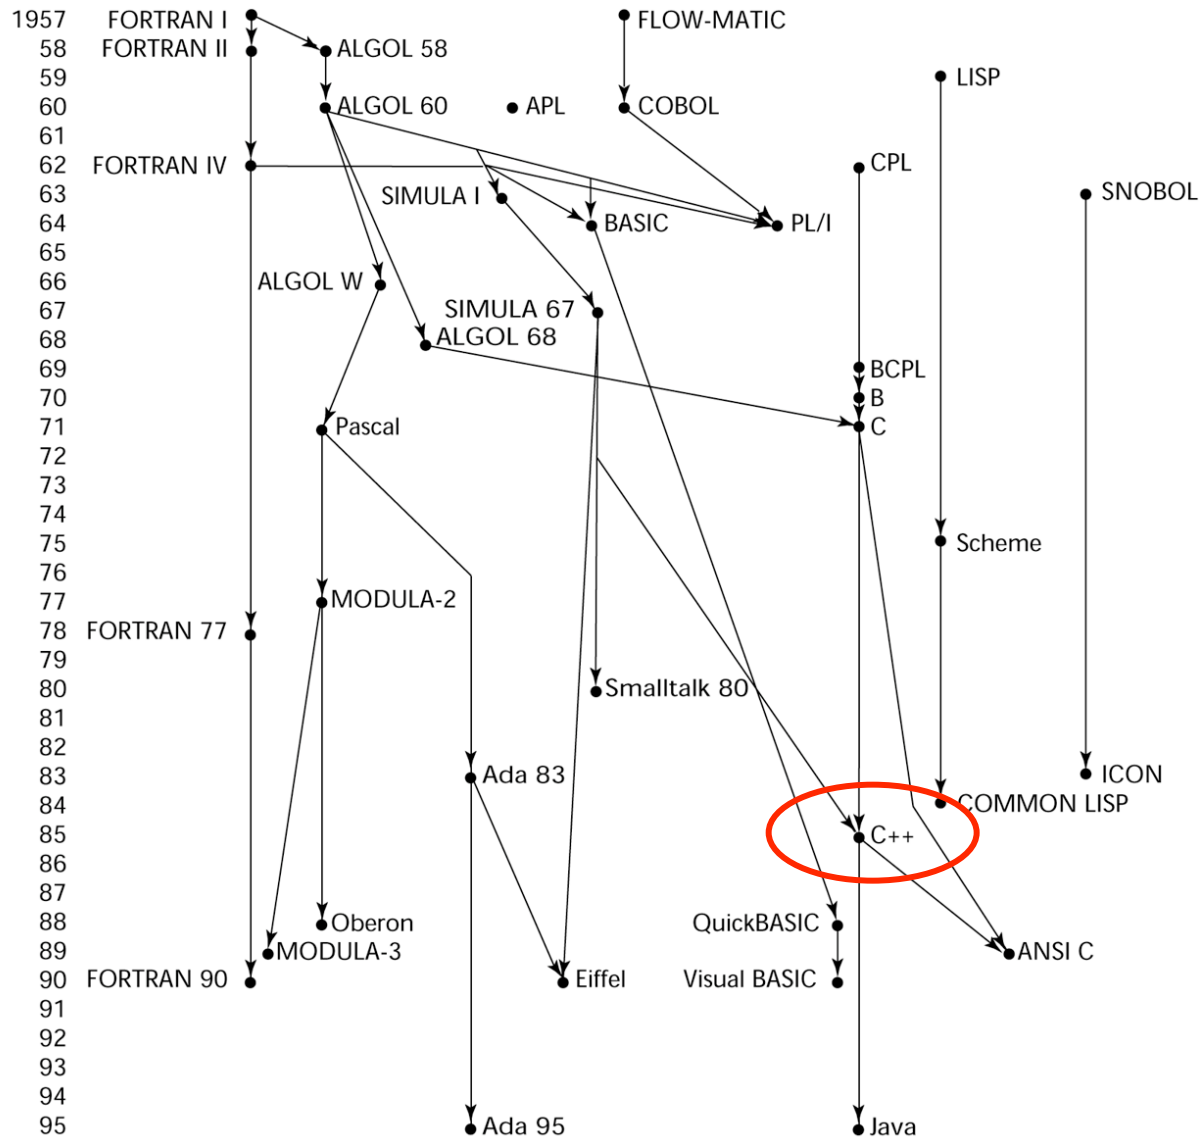 1957 FORTRAN I FLOW-MATIC
58 FORTRAN II ALGOL 58
59 LISP
60 ALGOL 60 APL COBOL
61
62 FORTRAN IV CPL
63 SIMULA I SNOBOL
64 BASIC PL/I
65
66 ALGOL W
67 SIMULA 67
68 ALGOL 68
69 BCPL
70 B
71 Pascal C
72
73
74
75 Scheme
76
77 MODULA-2
78 FORTRAN 77
79
80 Smalltalk 80
81
82
83 Ada 83 ICON
84 COMMON LISP
85 C++
86
87
88 Oberon QuickBASIC
89 MODULA-3 ANSI C
90 FORTRAN 90 Eiffel Visual BASIC
91
92
93
94
95 Ada 95 Java